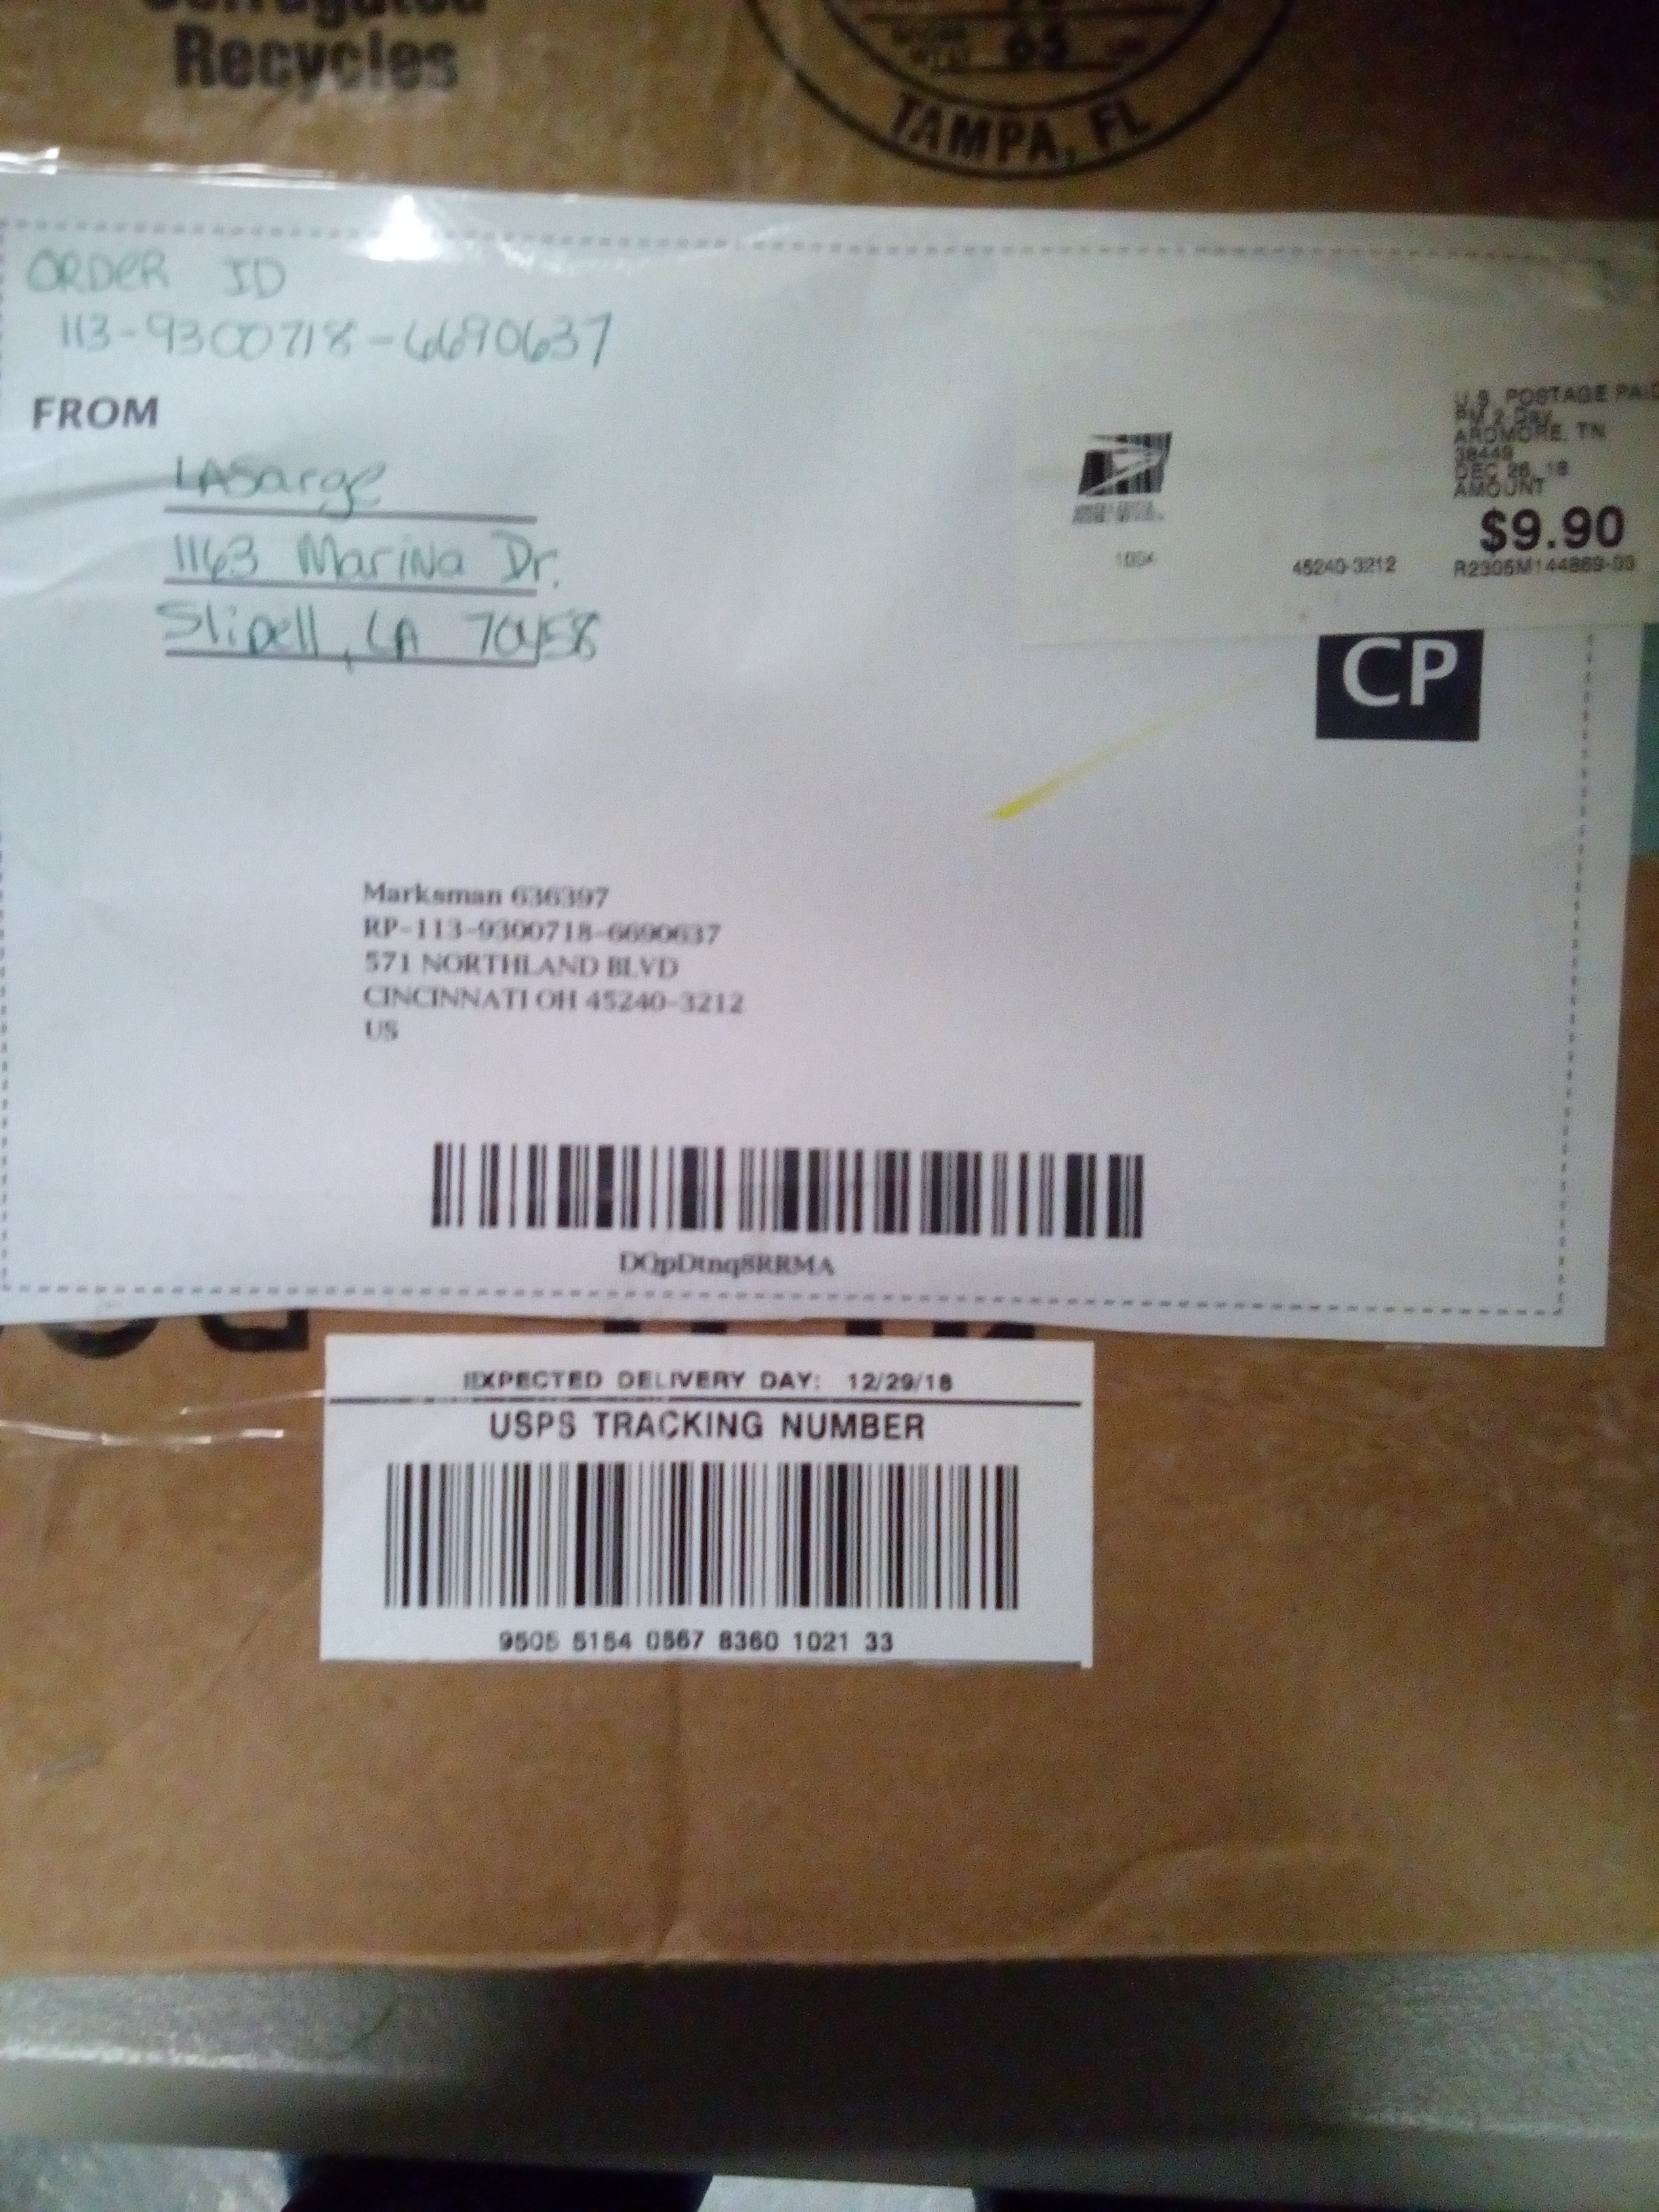 Corrugated
Recycles
65
TAMPA, FL
ORDER ID
113-9300718-6690637
FROM
LASarge
1163 Marina Dr.
Slidell, LA 70458
U.S. POSTAGE PAID
PM 2-Day
ARDMORE, TN
38449
DEC 26, 18
AMOUNT
$9.90
45240-3212
R2305M144889-03
CP
Marksman 636397
RP-113-9300718-6690637
571 NORTHLAND BLVD
CINCINNATI OH 45240-3212
US
DQpDtnq8RRMA
EXPECTED DELIVERY DAY: 12/29/18
USPS TRACKING NUMBER
9505 5154 0567 8360 1021 33